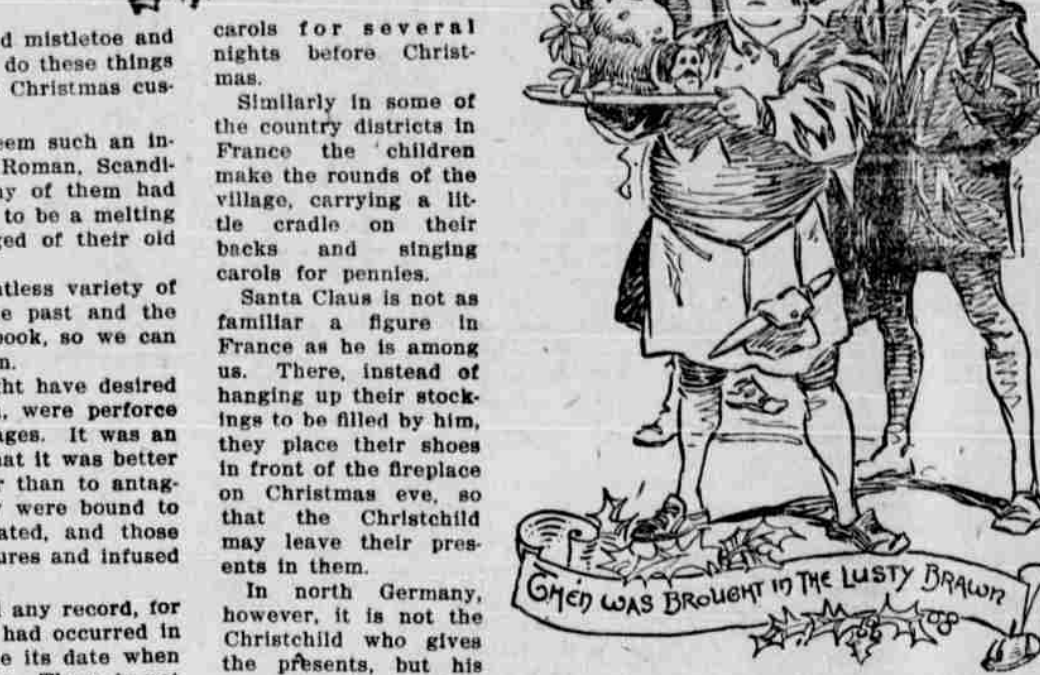 d mistletoe and
do these things
Christmas cus-
eem such an in-
Roman, Scandi-
ny of them had
to be a melting
ged of their old
tless variety of
e past and the
book, so we can
n.
ht have desired
, were perforce
ages. It was an
hat it was better
r than to antag-
y were bound to
ated, and those
ures and infused
any record, for
had occurred in
e its date when
carols for several
nights before Christ-
mas.
Similarly in some of
the country districts in
France the children
make the rounds of the
village, carrying a lit-
tle cradle on their
backs and singing
carols for pennies.
Santa Claus is not as
familiar a figure in
France as he is among
us. There, instead of
hanging up their stock-
ings to be filled by him,
they place their shoes
in front of the fireplace
on Christmas eve, so
that the Christchild
may leave their pres-
ents in them.
In north Germany,
however, it is not the
Christchild who gives
the presents, but his
THEN WAS BROUGHT IN THE LUSTY BRAWN